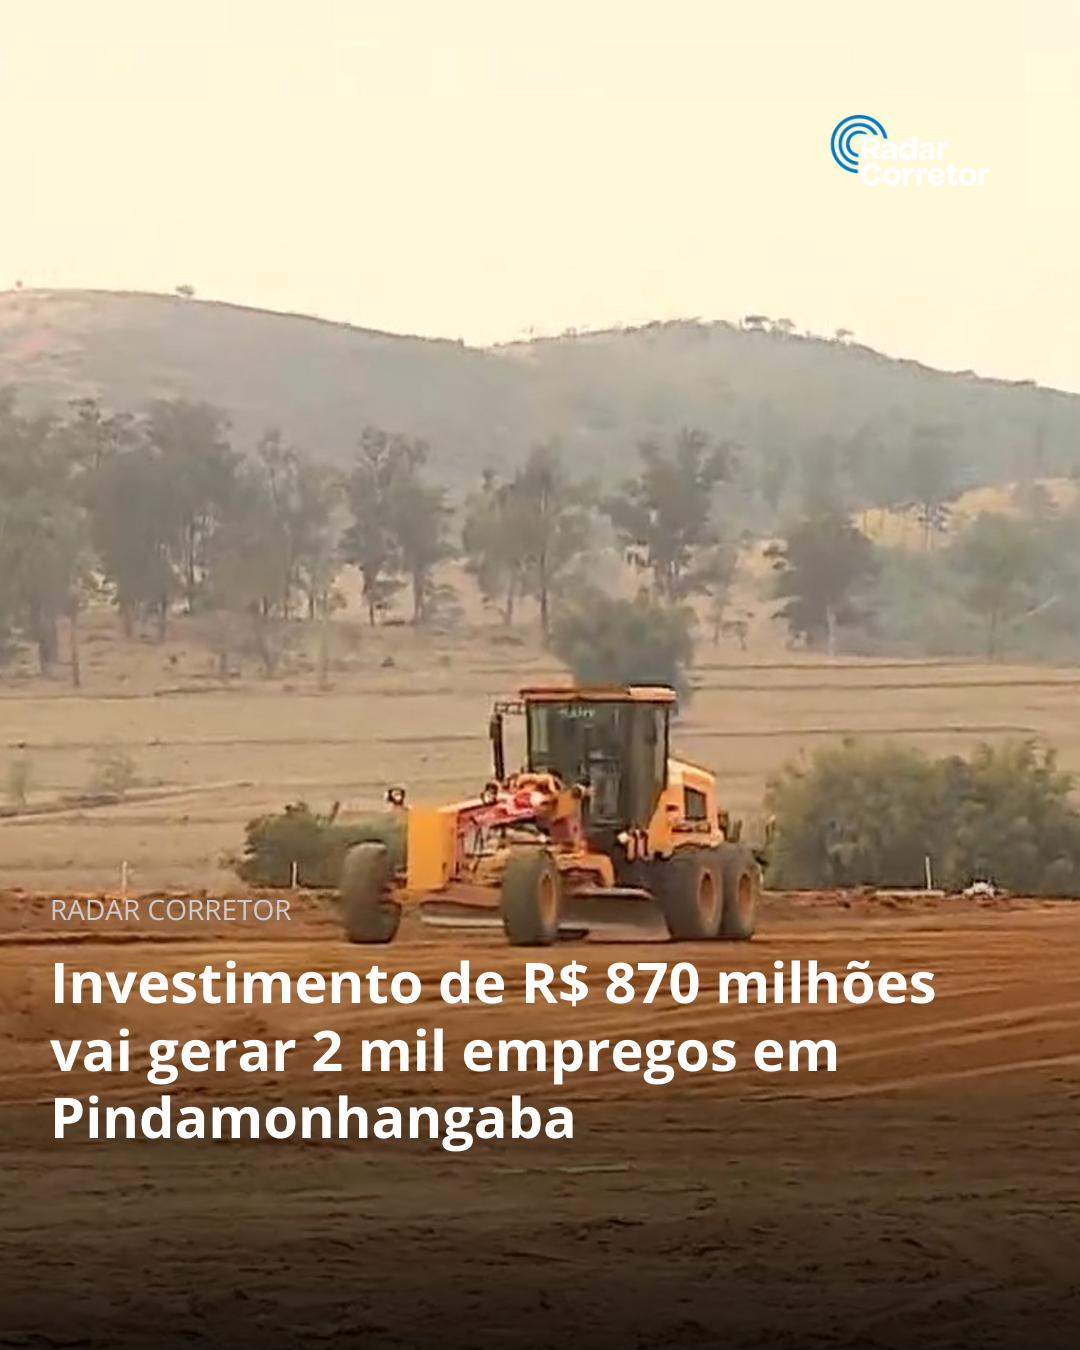 Radar
Corretor
RADAR CORRETOR
Investimento de R$ 870 milhões
vai gerar 2 mil empregos em
Pindamonhangaba